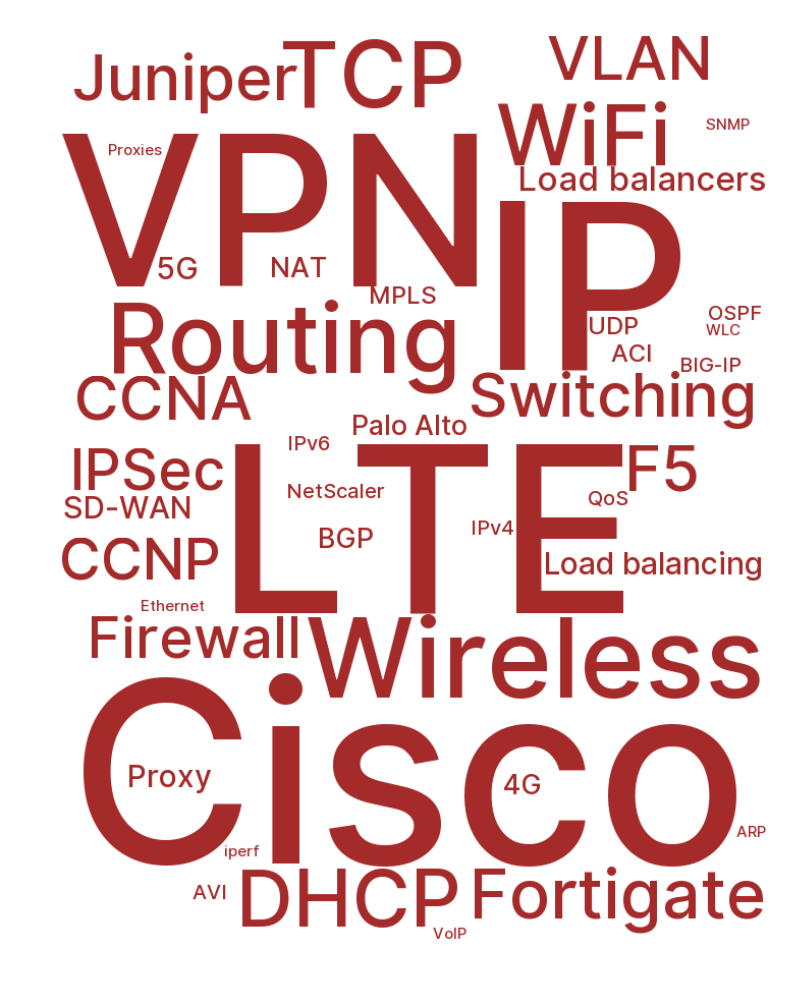 Juniper
TCP
VLAN
WiFi
SNMP
Proxies
VPN
Load balancers
IP
5G
NAT
MPLS
Routing
UDP
OSPF
WLC
ACI
BIG-IP
CCNA
Switching
Palo Alto
IPv6
IPSec
LTE
F5
NetScaler
QoS
SD-WAN
BGP
IPv4
CCNP
Load balancing
Ethernet
Firewall
Wireless
Cisco
Proxy
4G
ARP
iperf
AVI
DHCP
Fortigate
VoIP